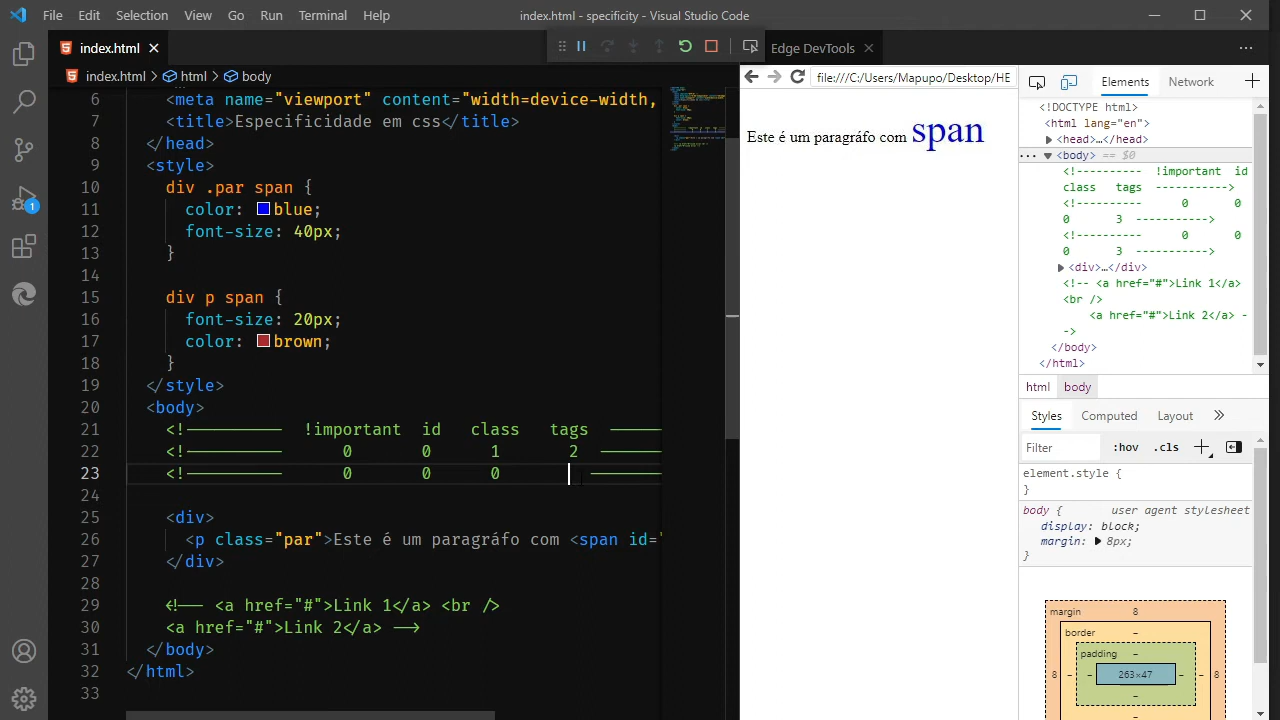 File Edit Selection View Go Run Terminal Help index.html - specificity - Visual Studio Code
index.html
Edge DevTools
index.html > html > body
file:///C:/Users/Mapupo/Desktop/HE
Elements Network
1
6 <meta name="viewport" content="width=device-width,
7 <title>Especificidade em css</title>
8 </head>
9 <style>
10 div .par span {
11 color: blue;
12 font-size: 40px;
13 }
14
15 div p span {
16 font-size: 20px;
17 color: brown;
18 }
19 </style>
20 <body>
21 <!---------- !important id class tags ------
22 <!---------- 0 0 1 2 ------
23 <!---------- 0 0 0 ------
24
25 <div>
26 <p class="par">Este é um paragráfo com <span id=
27 </div>
28
29 <!-- <a href="#">Link 1</a> <br />
30 <a href="#">Link 2</a> -->
31 </body>
32 </html>
33
Este é um paragráfo com span
<!DOCTYPE html>
<html lang="en">
<head>…</head>
<body> == $0
<!---------- !important id
class tags ----------->
<!---------- 0 0
0 3 ----------->
<!---------- 0 0
0 3 ----------->
<div>…</div>
<!-- <a href="#">Link 1</a>
<br />
<a href="#">Link 2</a> -
->
</body>
</html>
html body
Styles Computed Layout
Filter :hov .cls
element.style {
}
body { user agent stylesheet
display: block;
margin: 8px;
}
margin 8
border –
padding –
8 – – 263×47 – – 8
–
–